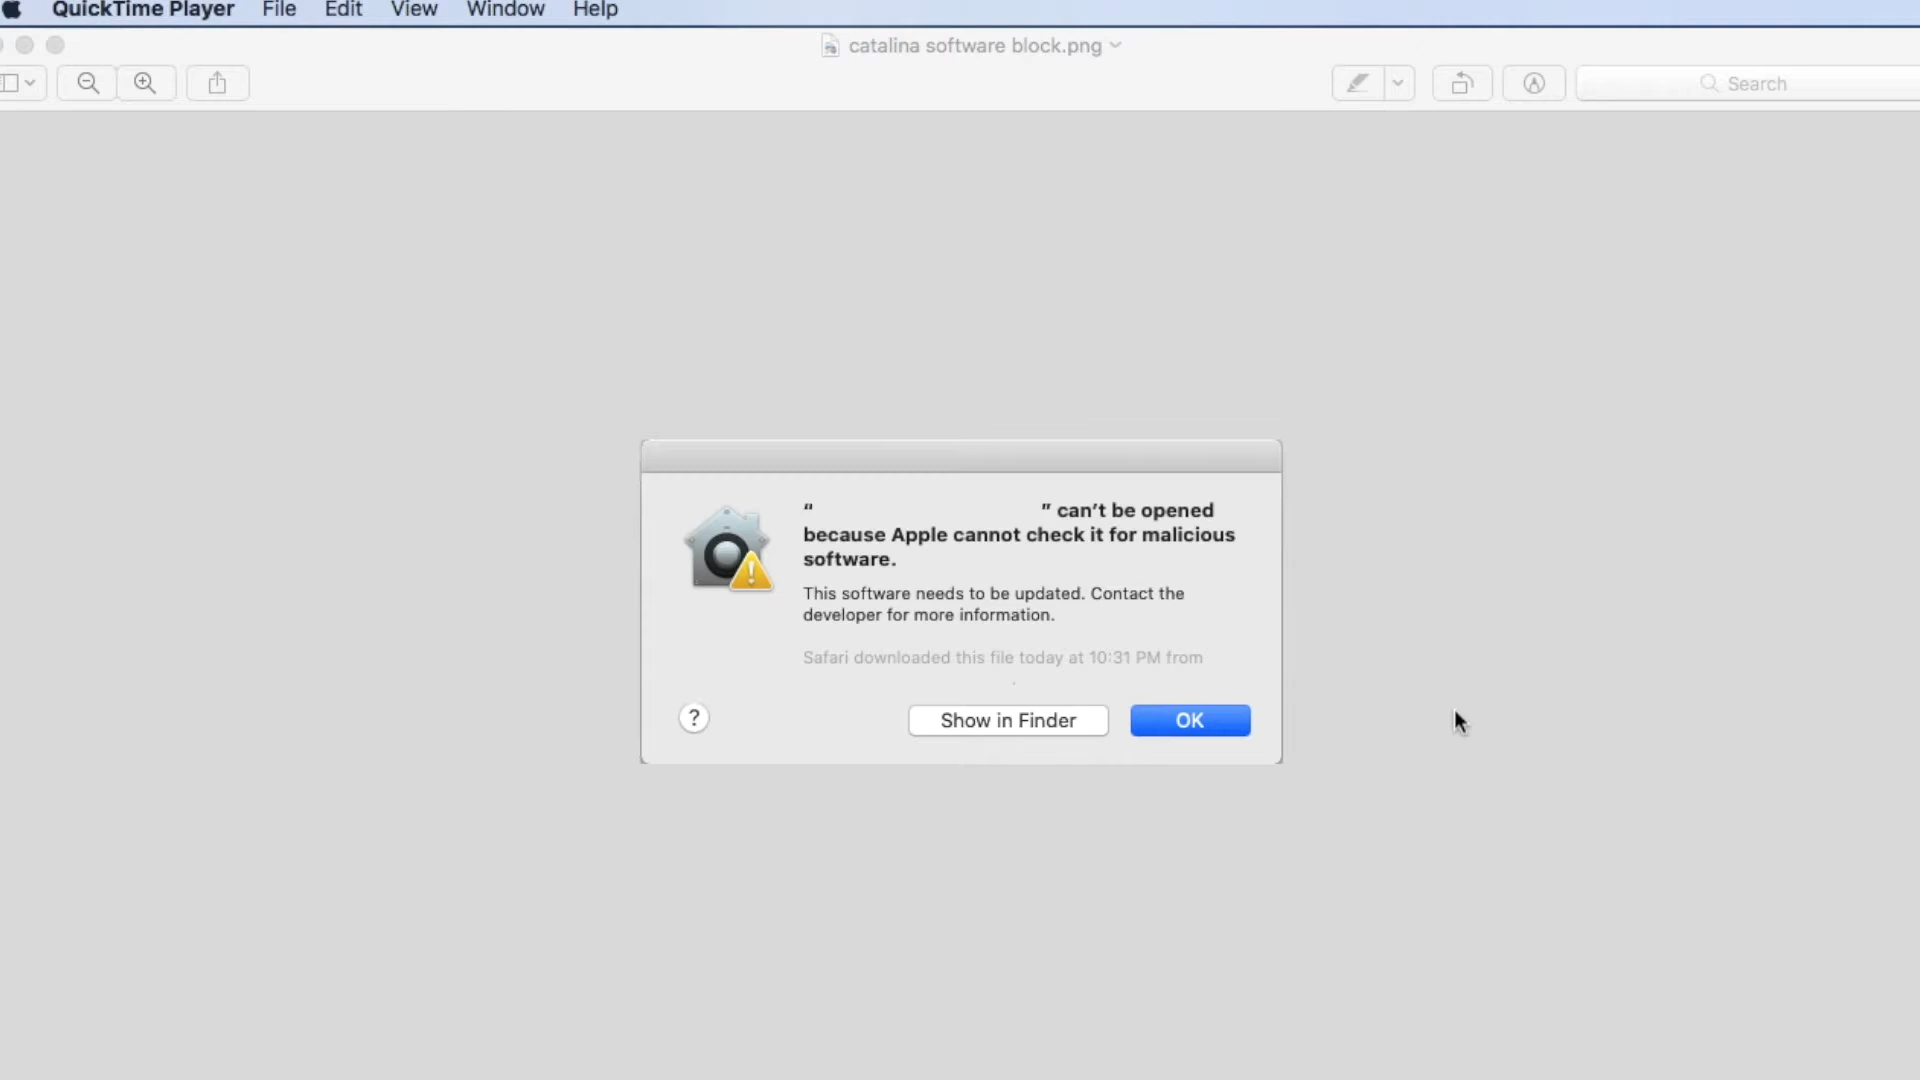 QuickTime Player File Edit View Window Help
catalina software block.png
Search
“ ” can’t be opened
because Apple cannot check it for malicious
software.
This software needs to be updated. Contact the
developer for more information.
Safari downloaded this file today at 10:31 PM from
.
? Show in Finder OK